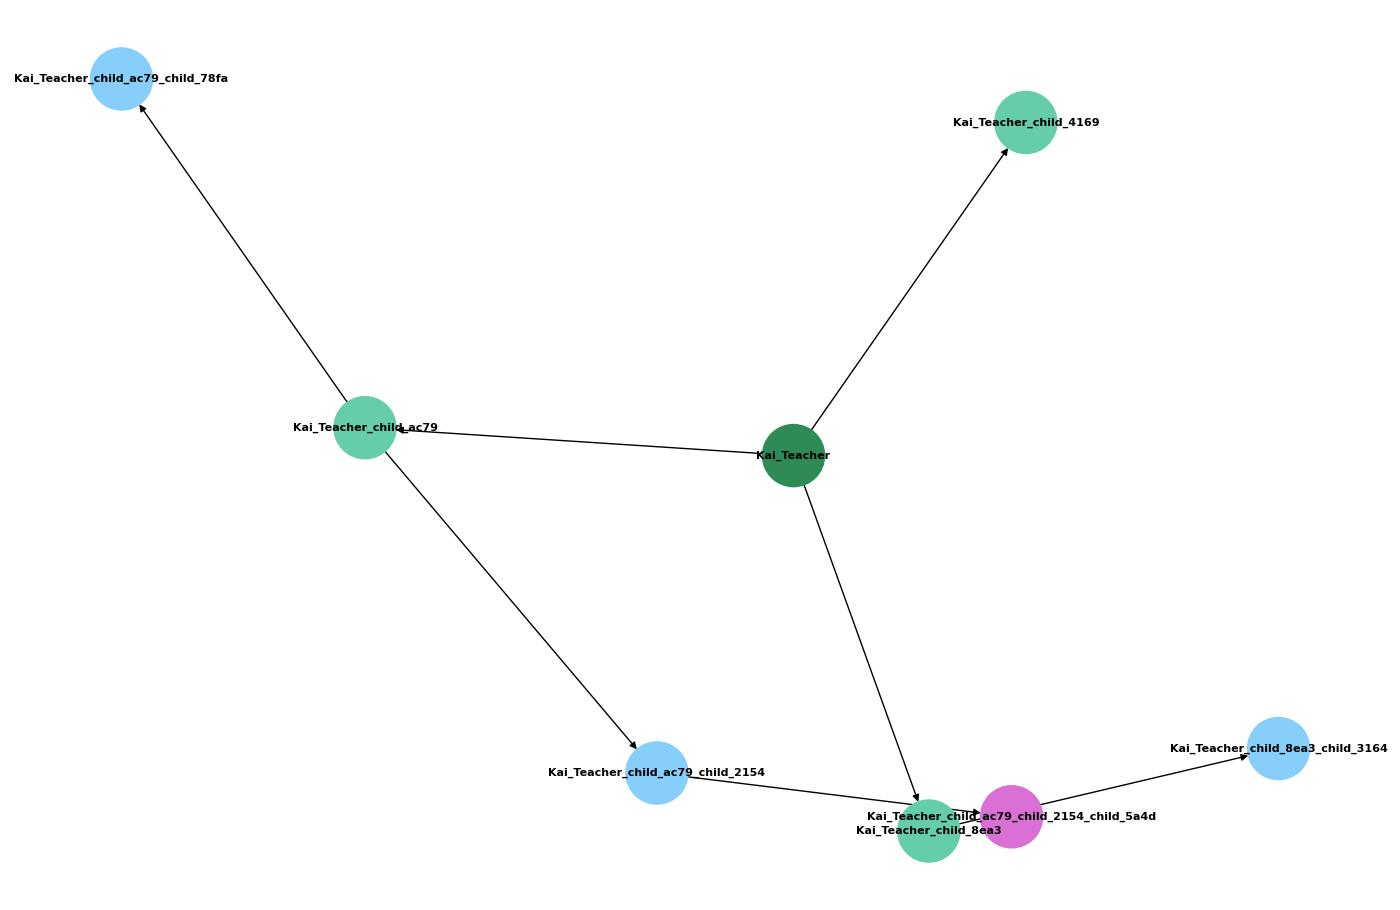 Kai_Teacher_child_ac79_child_78fa
Kai_Teacher_child_4169
Kai_Teacher_child_ac79
Kai_Teacher
Kai_Teacher_child_8ea3_child_3164
Kai_Teacher_child_ac79_child_2154
Kai_Teacher_child_ac79_child_2154_child_5a4d
Kai_Teacher_child_8ea3